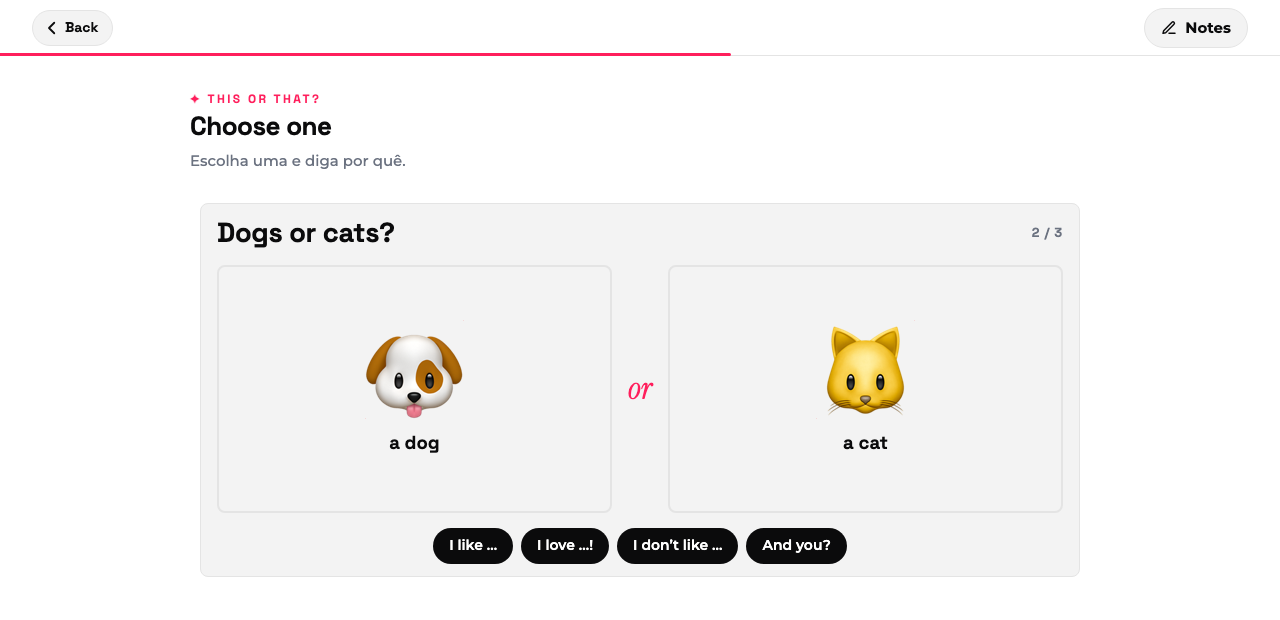 Back
Notes
✦ THIS OR THAT?
Choose one
Escolha uma e diga por quê.
Dogs or cats?
2 / 3
a dog
or
a cat
I like ...
I love ...!
I don't like ...
And you?